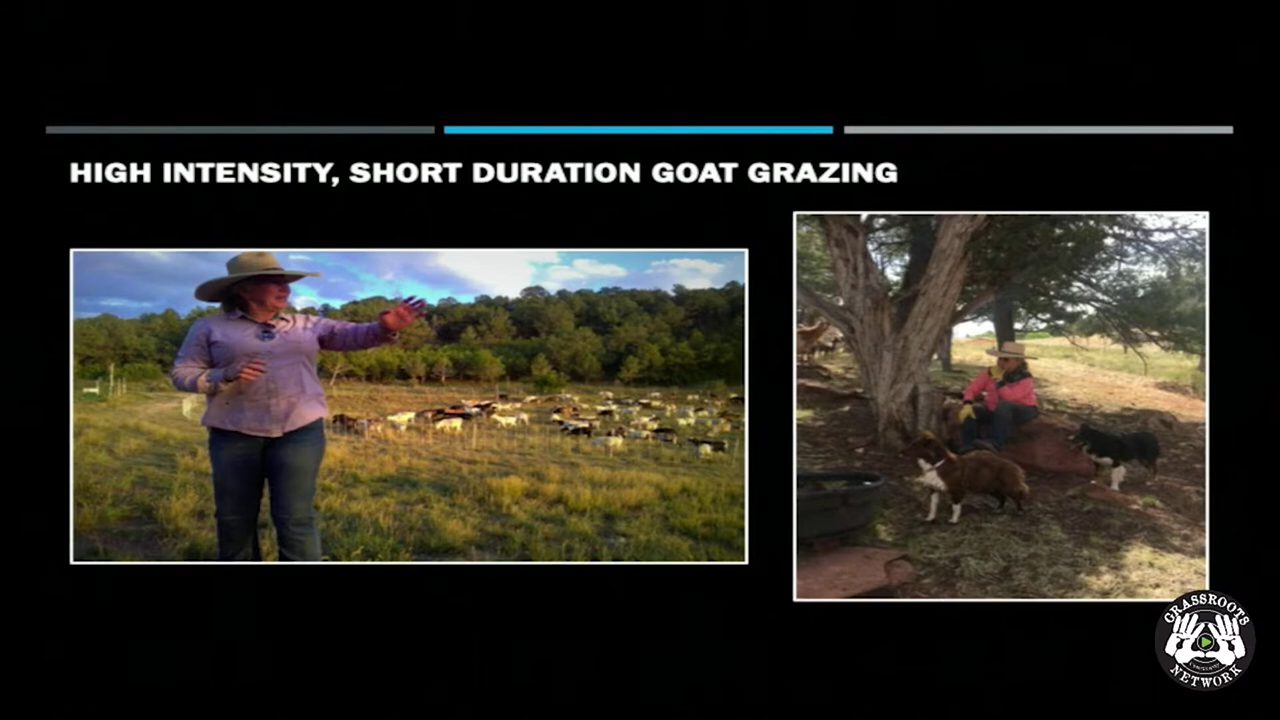 HIGH INTENSITY, SHORT DURATION GOAT GRAZING
GRASSROOTS
NETWORK